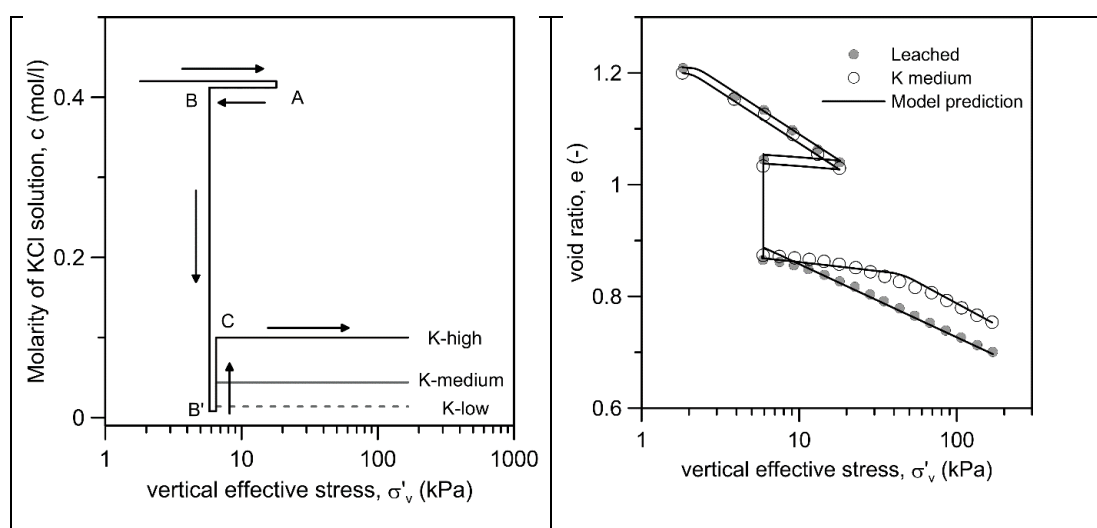 Molarity of KCl solution, c (mol/l)
0.4
0.2
0
B
A
C
B'
K-high
K-medium
K-low
1
10
100
1000
vertical effective stress, σ'v (kPa)
void ratio, e (-)
1.2
1
0.8
0.6
Leached
K medium
Model prediction
1
10
100
vertical effective stress, σ'v (kPa)